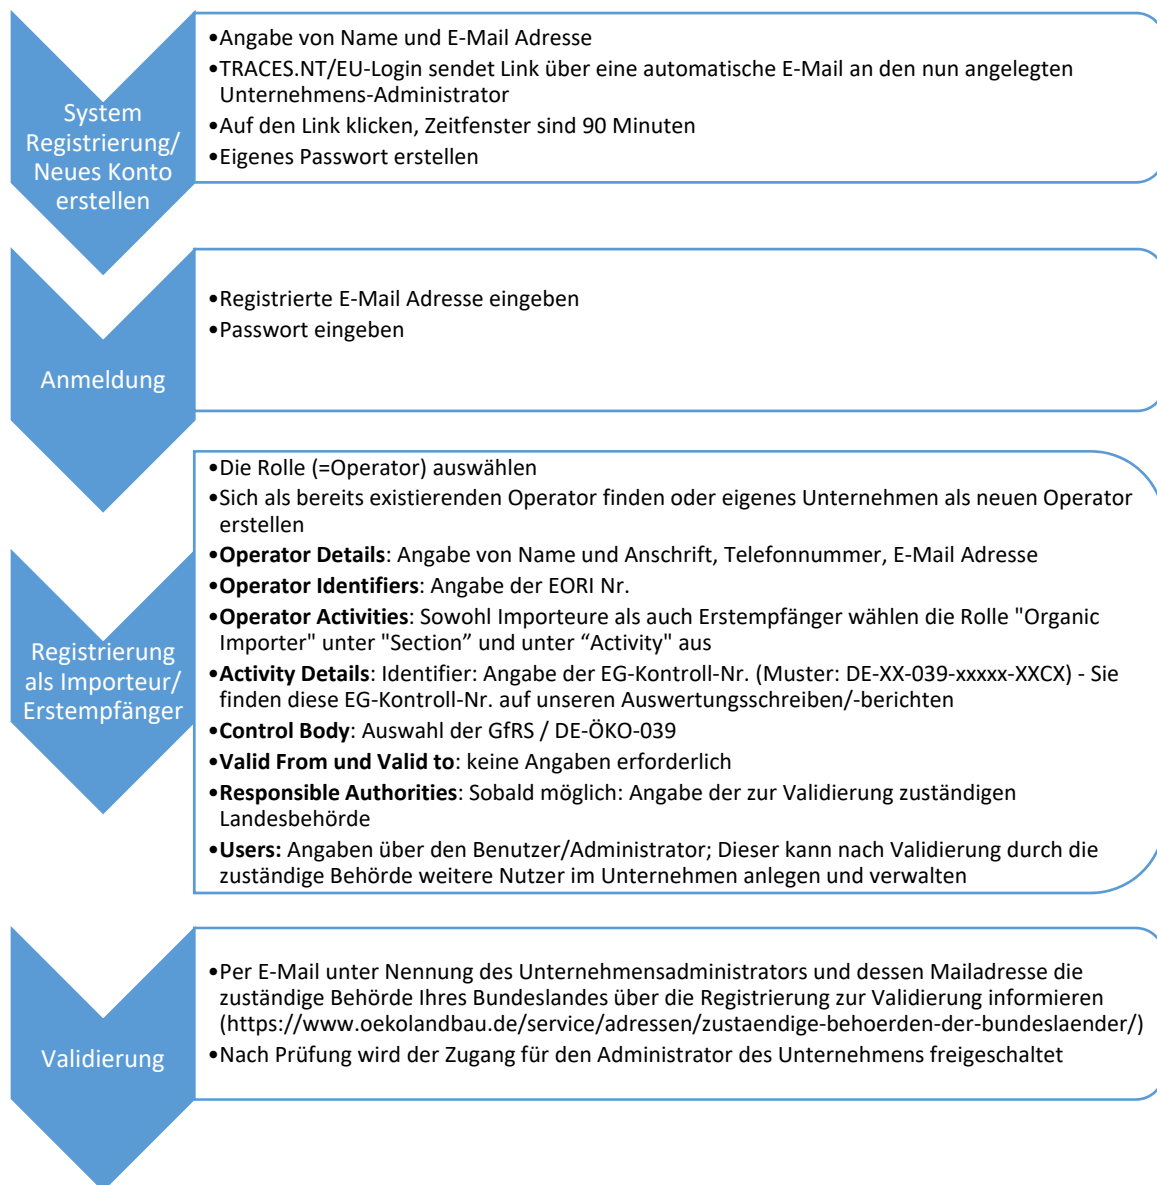 System
Registrierung/
Neues Konto
erstellen
•Angabe von Name und E-Mail Adresse
•TRACES.NT/EU-Login sendet Link über eine automatische E-Mail an den nun angelegten
Unternehmens-Administrator
•Auf den Link klicken, Zeitfenster sind 90 Minuten
•Eigenes Passwort erstellen
Anmeldung
•Registrierte E-Mail Adresse eingeben
•Passwort eingeben
Registrierung
als Importeur/
Erstempfänger
•Die Rolle (=Operator) auswählen
•Sich als bereits existierenden Operator finden oder eigenes Unternehmen als neuen Operator
erstellen
•Operator Details: Angabe von Name und Anschrift, Telefonnummer, E-Mail Adresse
•Operator Identifiers: Angabe der EORI Nr.
•Operator Activities: Sowohl Importeure als auch Erstempfänger wählen die Rolle "Organic
Importer" unter "Section” und unter “Activity" aus
•Activity Details: Identifier: Angabe der EG-Kontroll-Nr. (Muster: DE-XX-039-xxxxx-XXCX) - Sie
finden diese EG-Kontroll-Nr. auf unseren Auswertungsschreiben/-berichten
•Control Body: Auswahl der GfRS / DE-ÖKO-039
•Valid From und Valid to: keine Angaben erforderlich
•Responsible Authorities: Sobald möglich: Angabe der zur Validierung zuständigen
Landesbehörde
•Users: Angaben über den Benutzer/Administrator; Dieser kann nach Validierung durch die
zuständige Behörde weitere Nutzer im Unternehmen anlegen und verwalten
Validierung
•Per E-Mail unter Nennung des Unternehmensadministrators und dessen Mailadresse die
zuständige Behörde Ihres Bundeslandes über die Registrierung zur Validierung informieren
(https://www.oekolandbau.de/service/adressen/zustaendige-behoerden-der-bundeslaender/)
•Nach Prüfung wird der Zugang für den Administrator des Unternehmens freigeschaltet